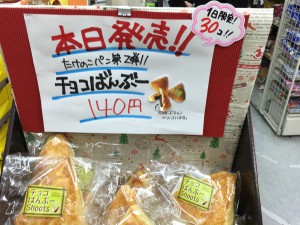 本日発売!!
1日限定!
30コ!!
たけのこパン第2弾!!
チョコばんぶー
140円
チョコ
ばんぶー
Shoots
チョコ
ばんぶー
Shoots